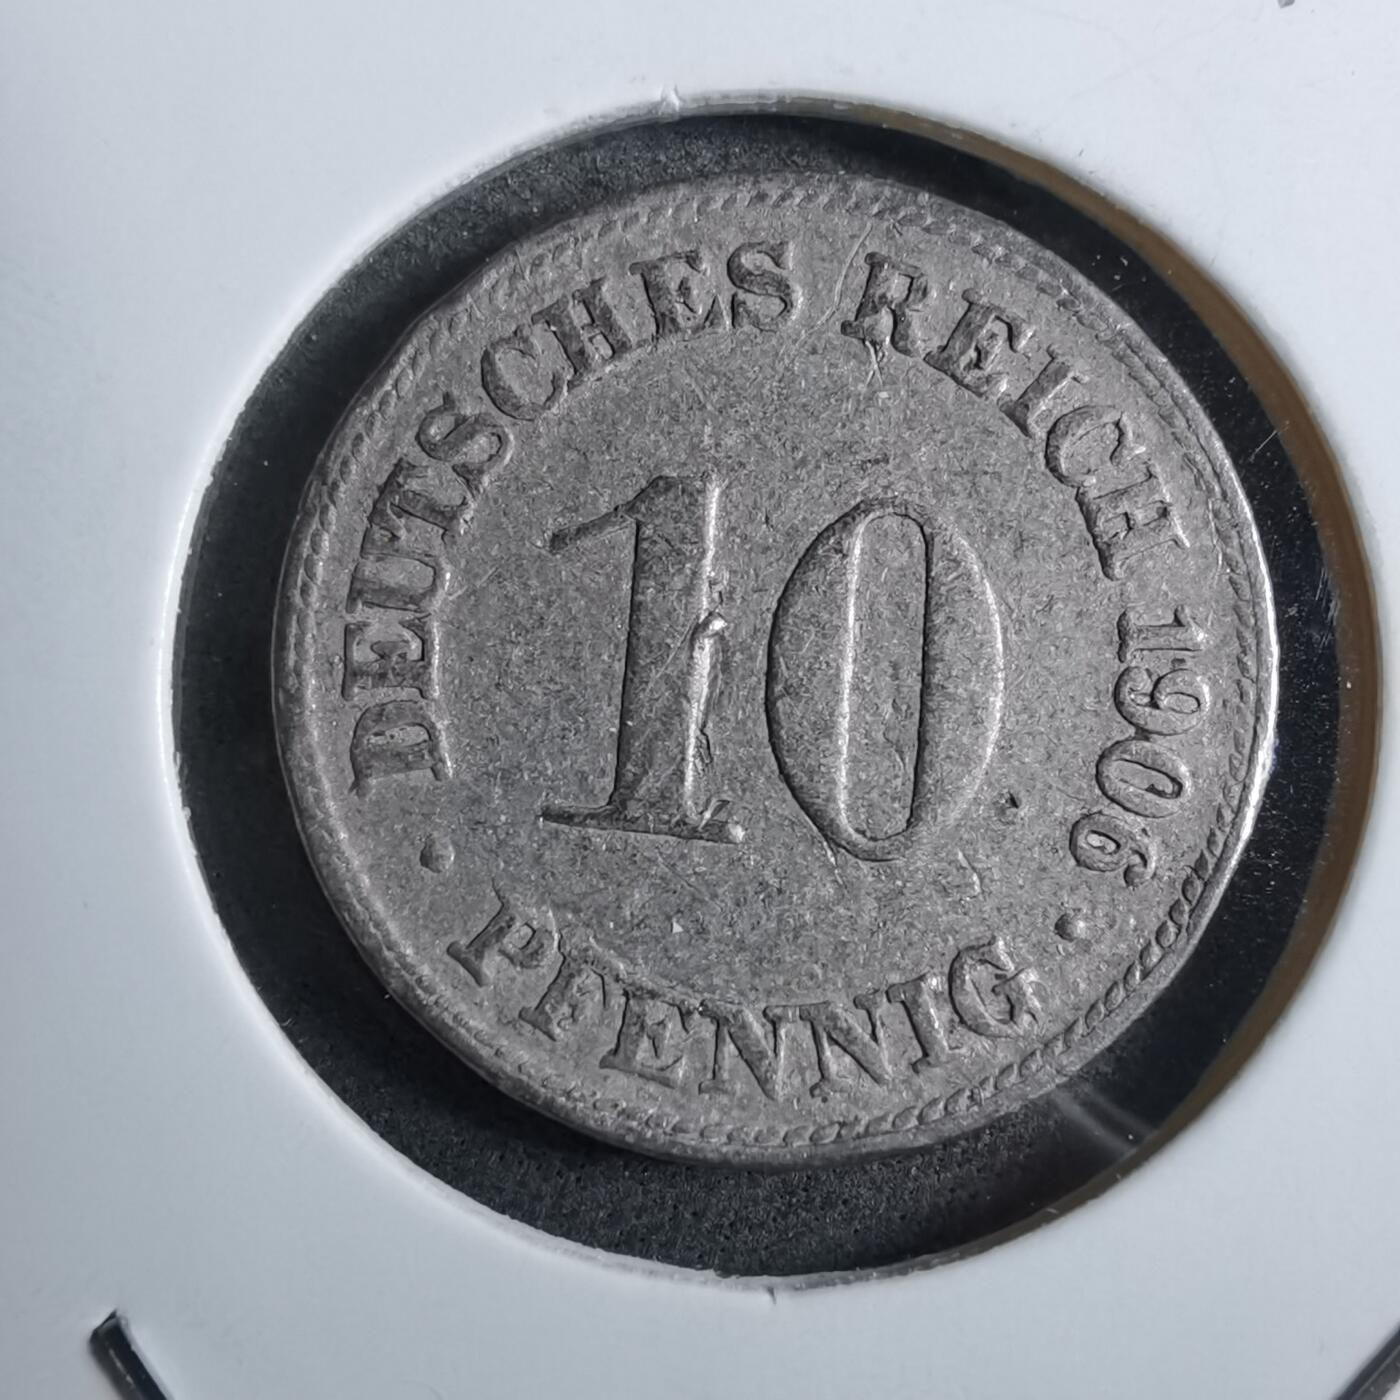 DEUTSCHES REICH 1906
10
PFENNIG